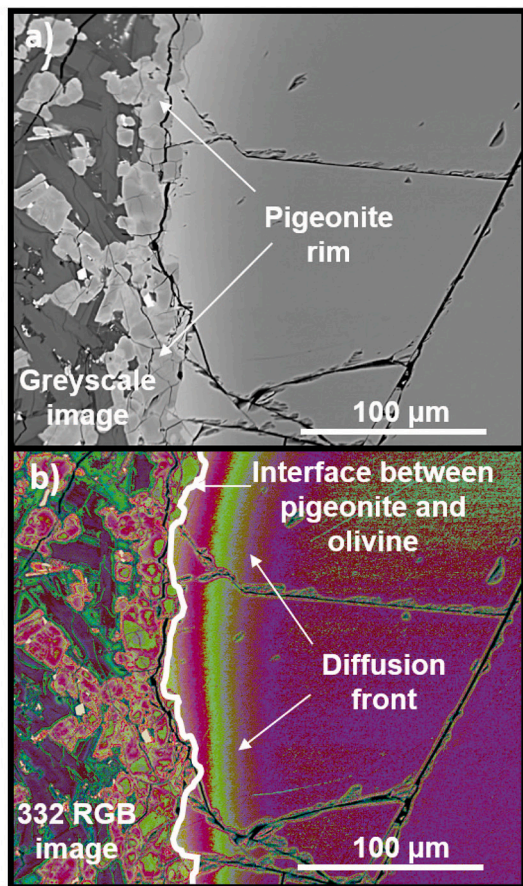 a)
Pigeonite
rim
Greyscale
image
100 µm
b)
Interface between
pigeonite and
olivine
Diffusion
front
332 RGB
image
100 µm